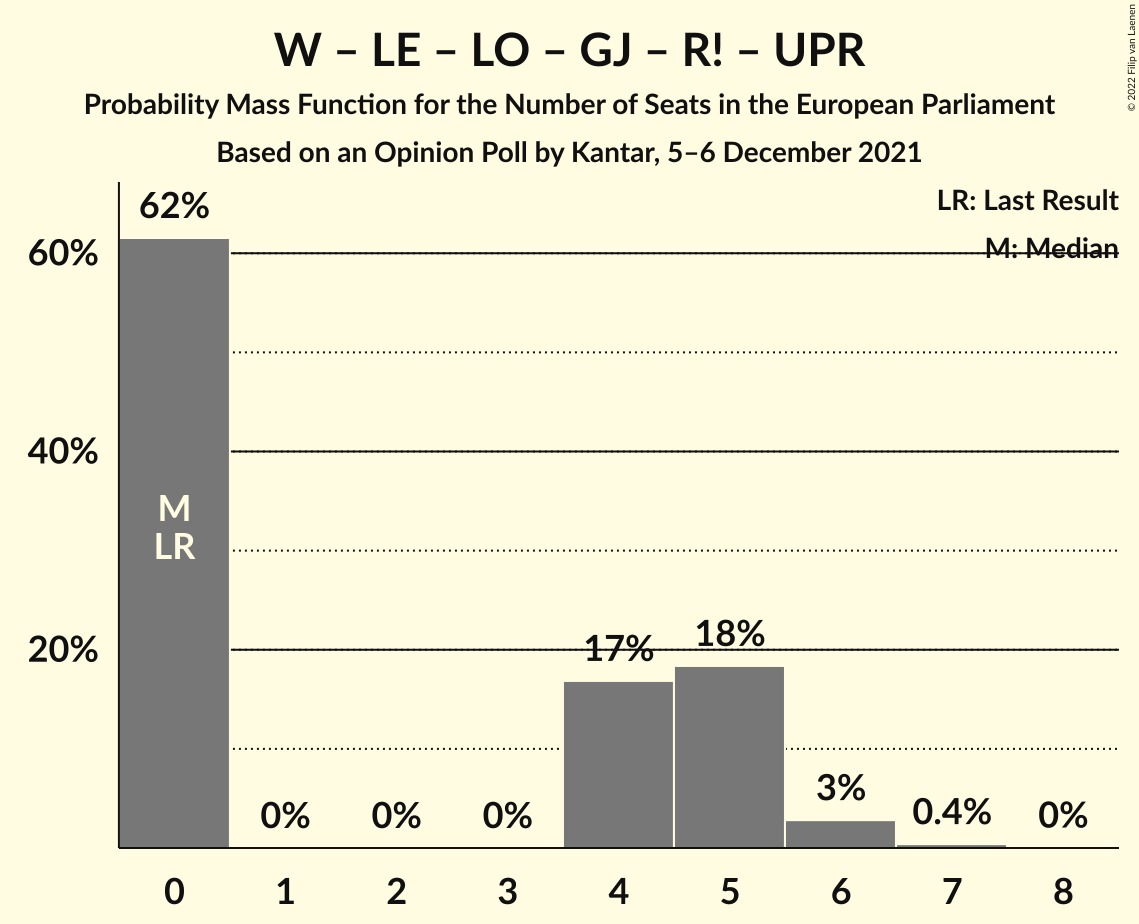 W – LE – LO – GJ – R! – UPR
Probability Mass Function for the Number of Seats in the European Parliament
Based on an Opinion Poll by Kantar, 5–6 December 2021
© 2022 Filip van Laenen
LR: Last Result
M: Median
62%
60%
40%
20%
M
LR
0%
0%
0%
17%
18%
3%
0.4%
0%
0
1
2
3
4
5
6
7
8